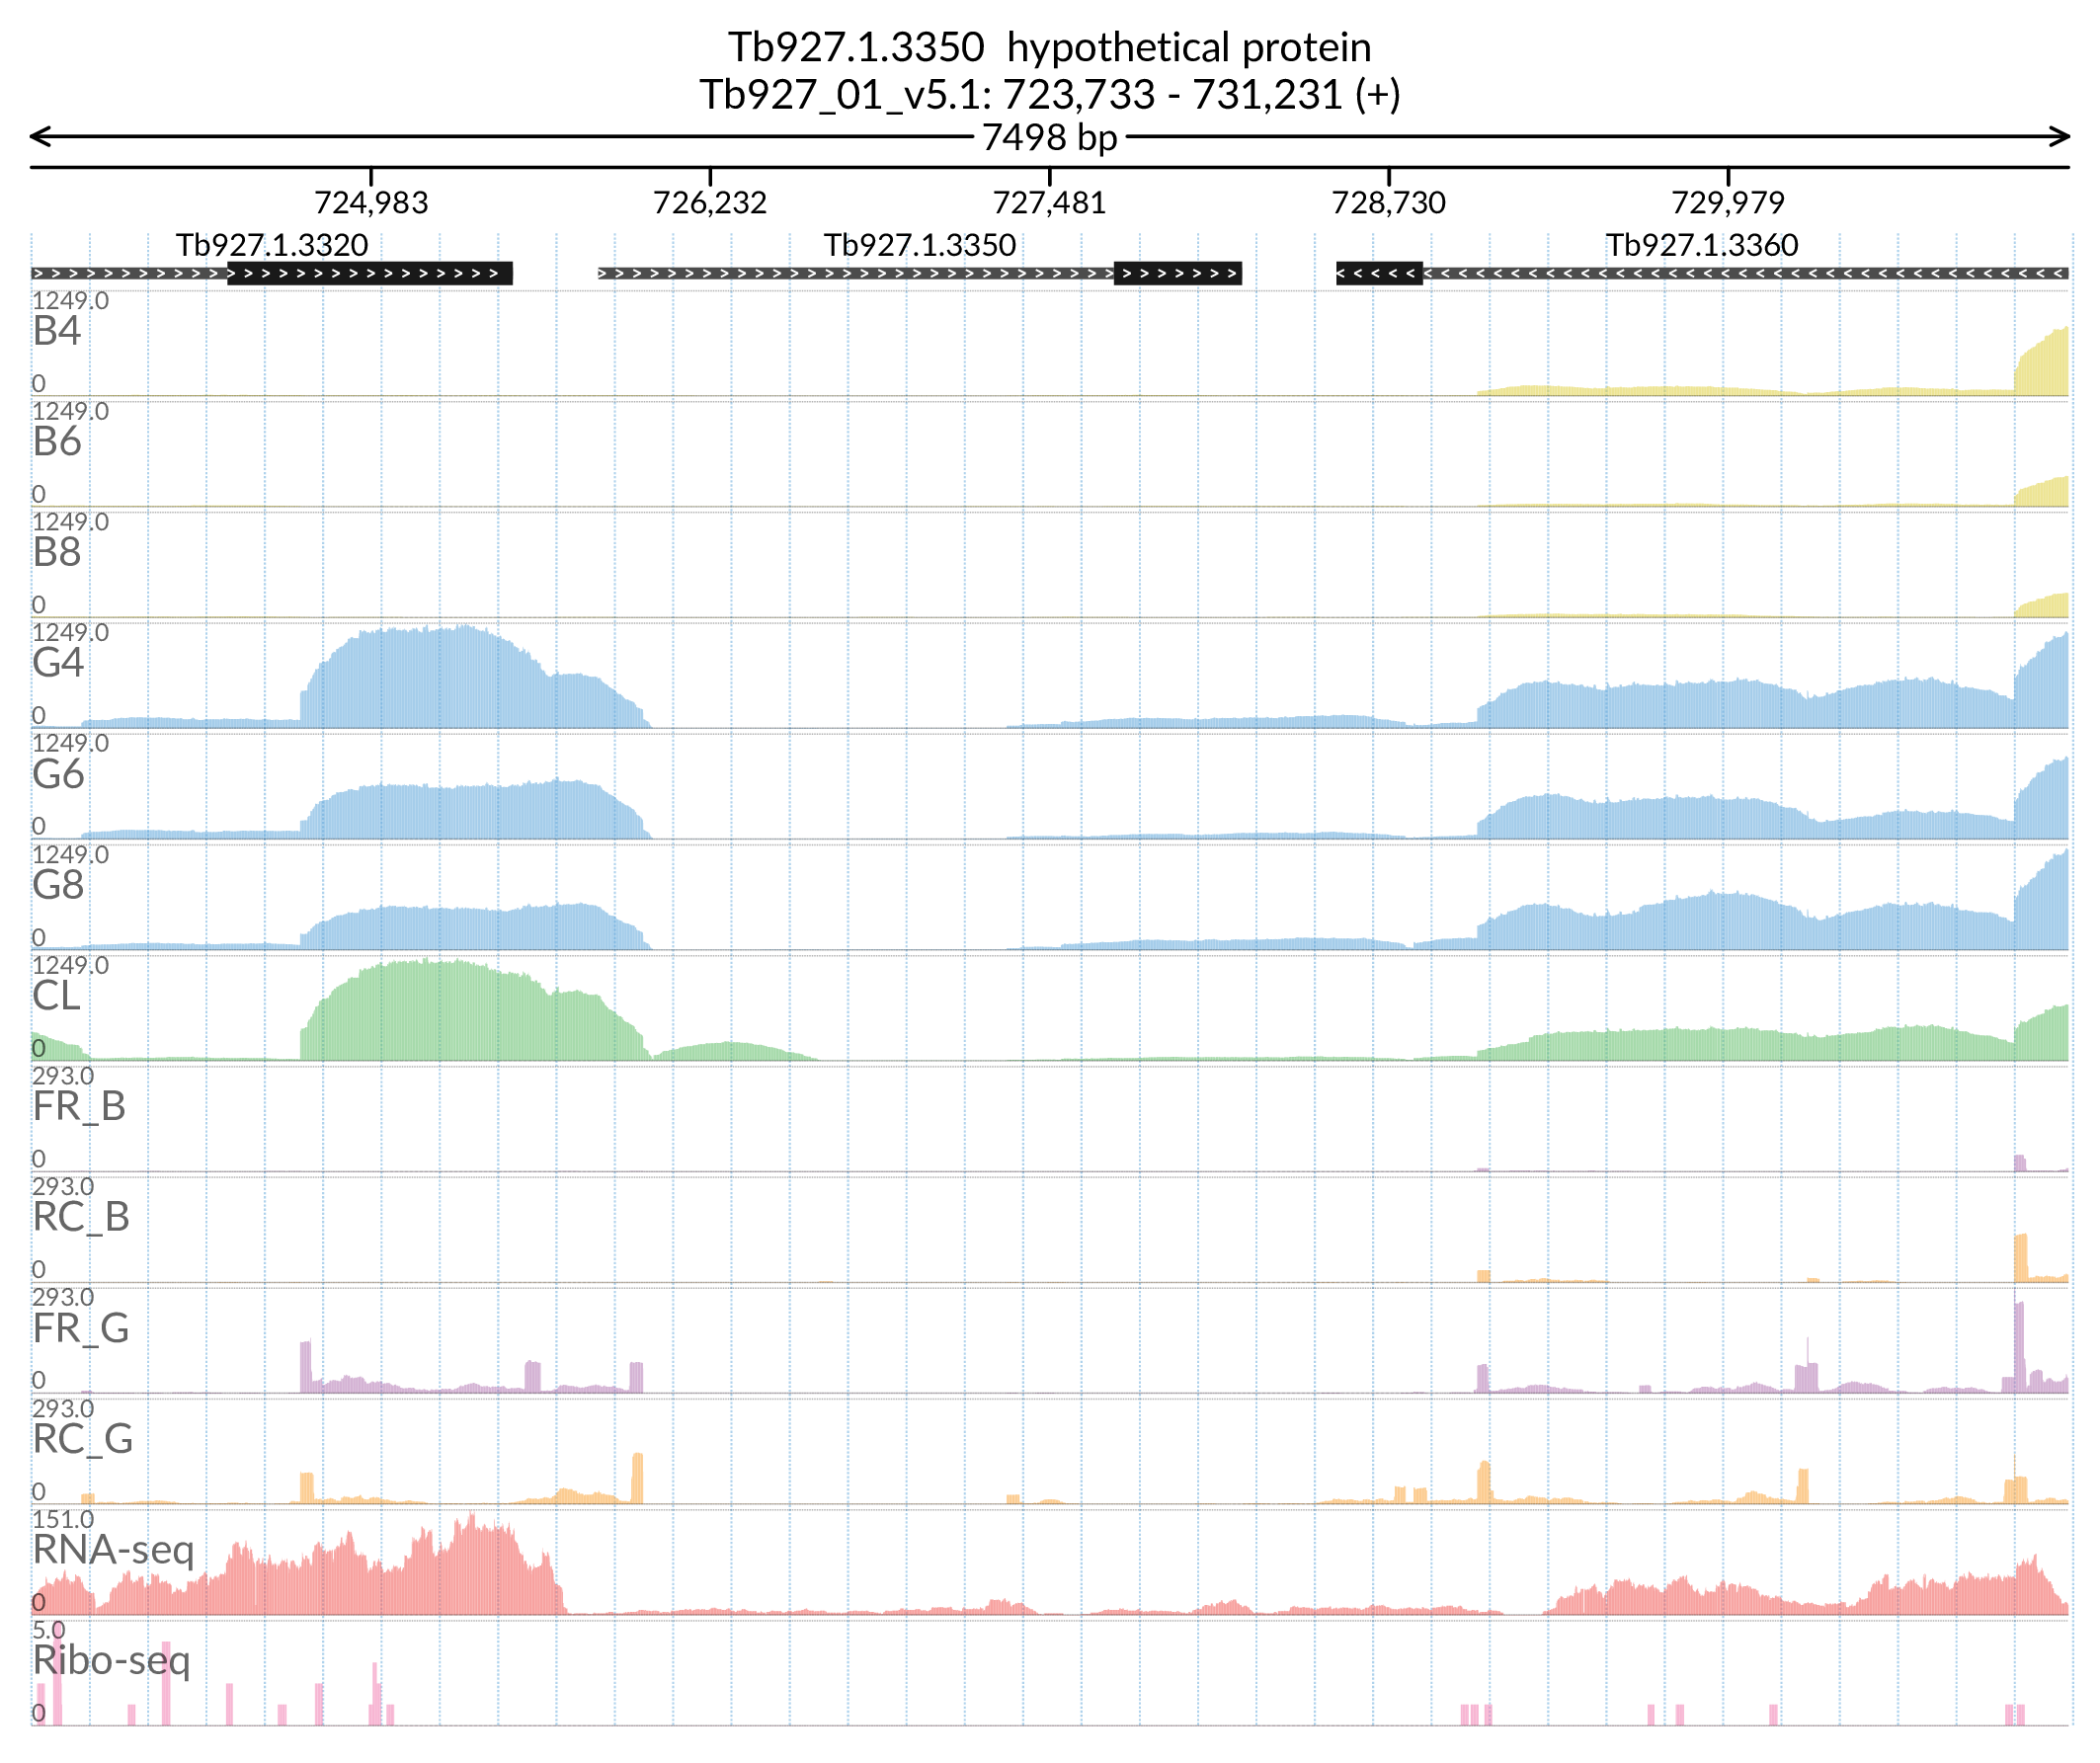 Tb927.1.3350 hypothetical protein
Tb927_01_v5.1: 723,733 - 731,231 (+)
7498 bp
724,983 726,232 727,481 728,730 729,979
Tb927.1.3320 Tb927.1.3350 Tb927.1.3360
1249.0
B4
0
1249.0
B6
0
1249.0
B8
0
1249.0
G4
0
1249.0
G6
0
1249.0
G8
0
1249.0
CL
0
293.0
FR_B
0
293.0
RC_B
0
293.0
FR_G
0
293.0
RC_G
0
151.0
RNA-seq
0
5.0
Ribo-seq
0